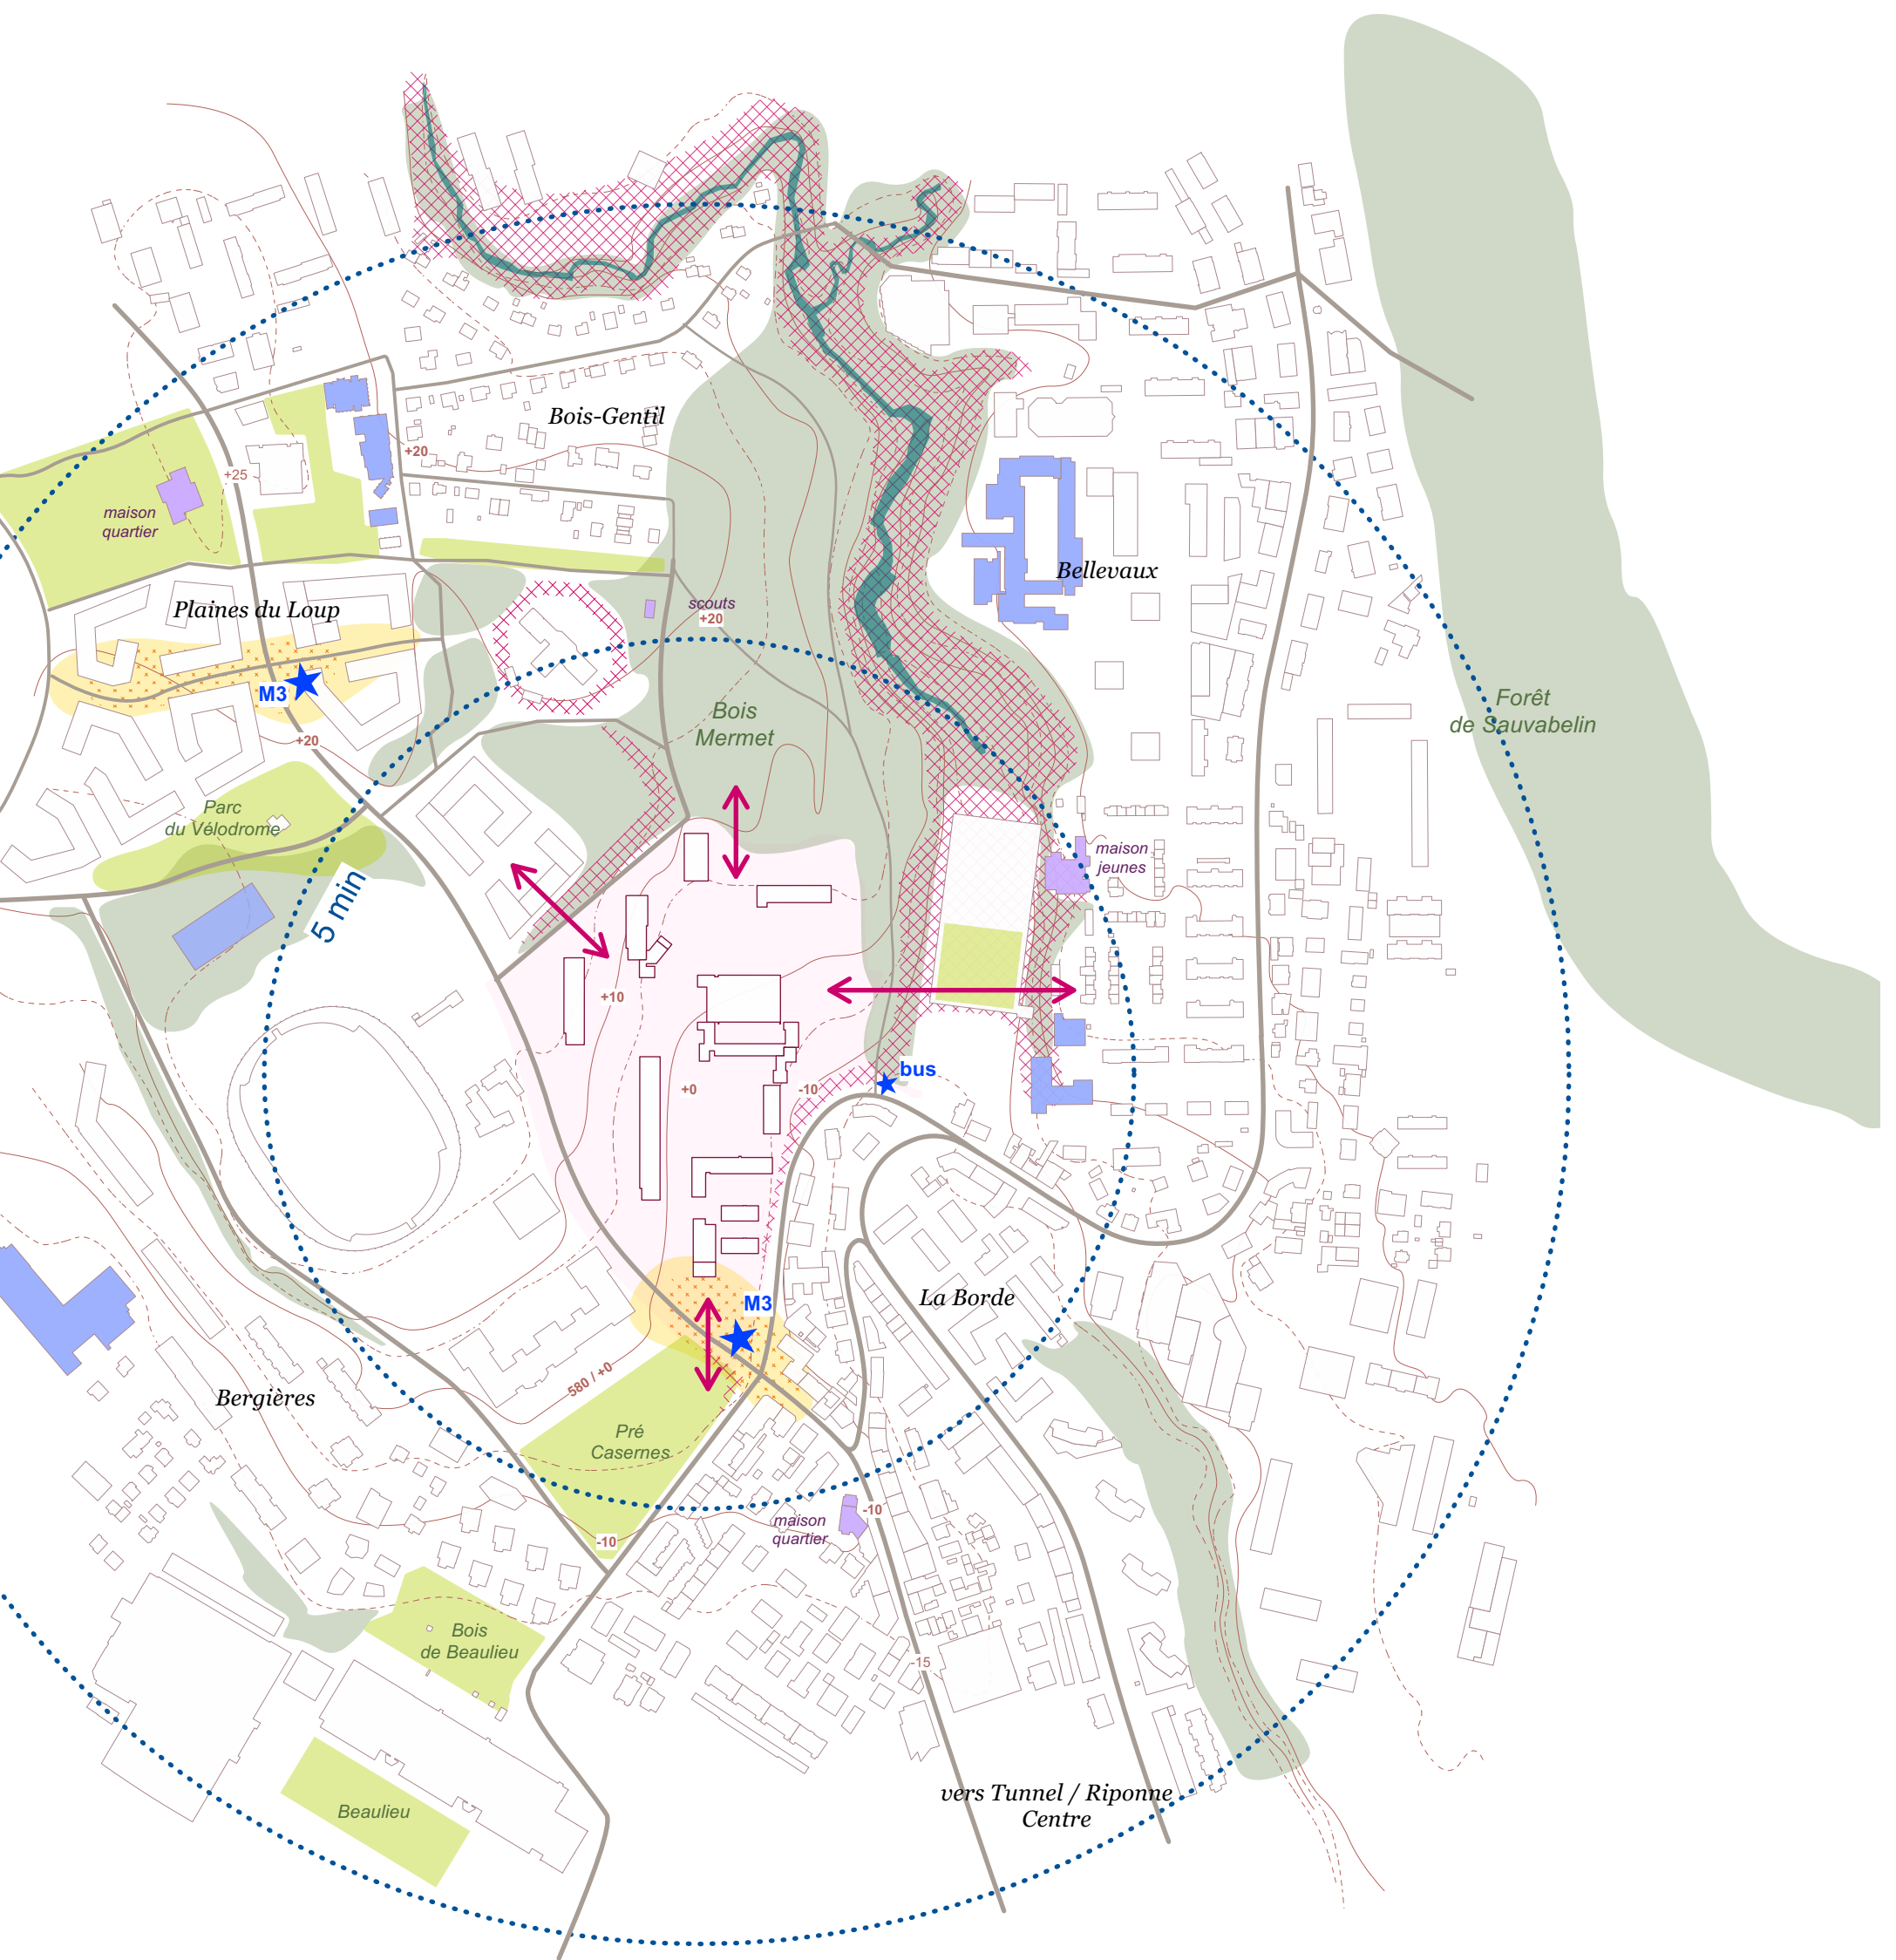 Bois-Gentil
+20
+25
maison
quartier
Bellevaux
Plaines du Loup
scouts
+20
M3
Bois
Mermet
Forêt
de Sauvabelin
+20
Parc
du Vélodrome
maison
jeunes
5 min
+10
bus
+0
-10
La Borde
M3
580 / +0
Bergières
Pré
Casernes
-10
maison
quartier
-10
Bois
de Beaulieu
-15
vers Tunnel / Riponne
Centre
Beaulieu